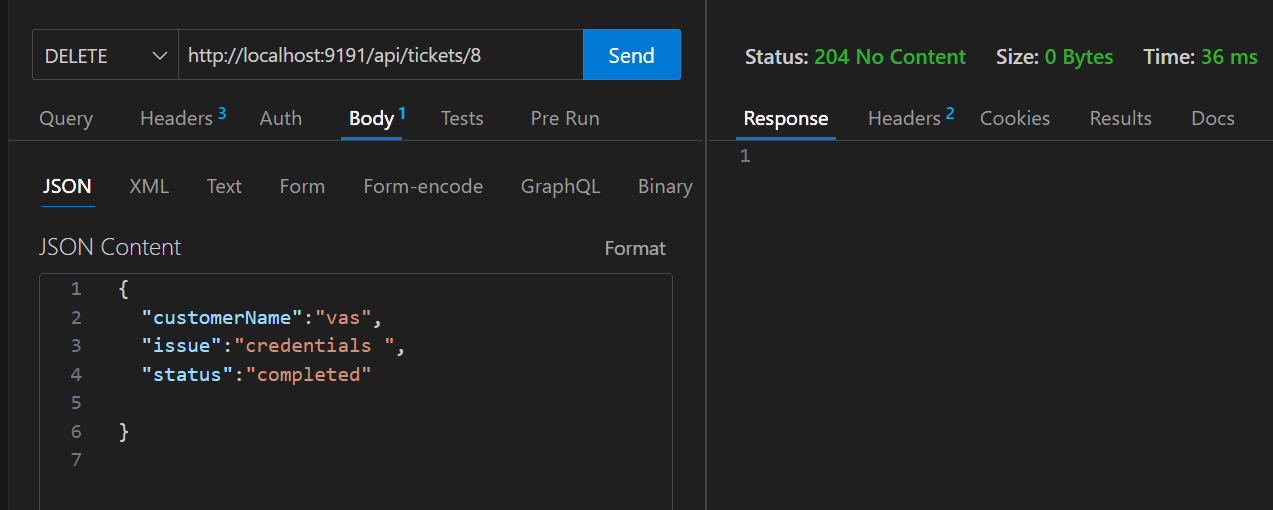 DELETE http://localhost:9191/api/tickets/8 Send
Status: 204 No Content Size: 0 Bytes Time: 36 ms
Query Headers 3 Auth Body 1 Tests Pre Run
Response Headers 2 Cookies Results Docs
1
JSON XML Text Form Form-encode GraphQL Binary
JSON Content Format
1 {
2 "customerName":"vas",
3 "issue":"credentials ",
4 "status":"completed"
5
6 }
7